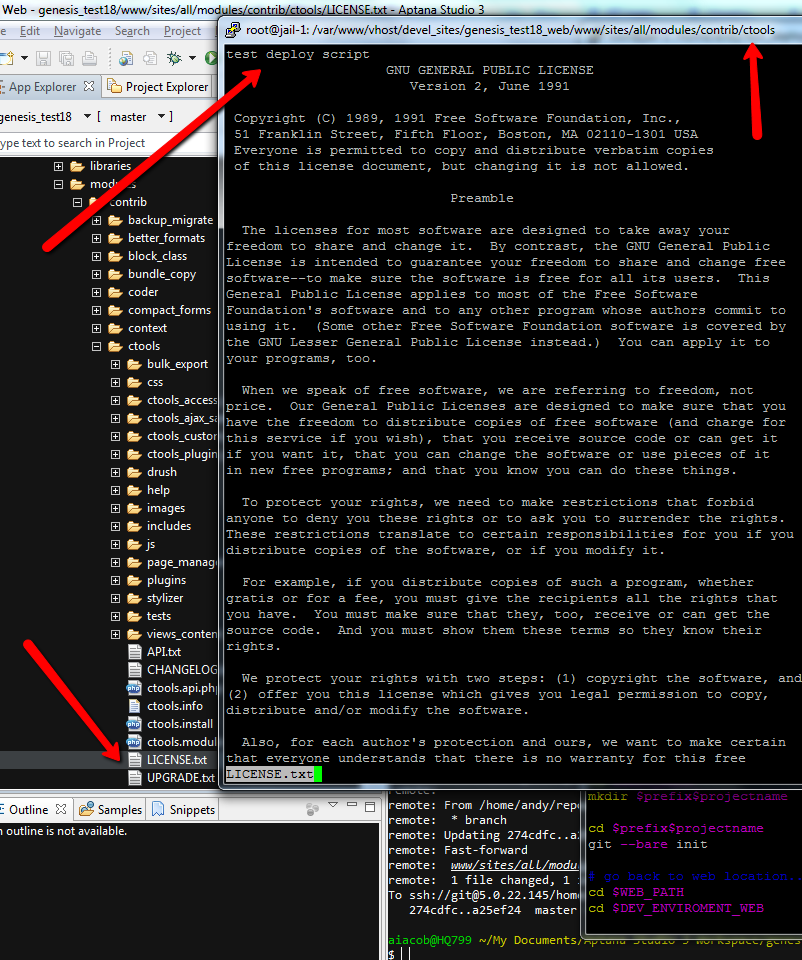 Web - genesis_test18/www/sites/all/modules/contrib/ctools/LICENSE.txt - Aptana Studio 3
Edit Navigate Search Project
App Explorer Project Explorer
genesis_test18 [ master ]
ype text to search in Project
libraries
contrib
backup_migrate
better_formats
block_class
bundle_copy
coder
compact_forms
context
ctools
bulk_export
css
ctools_access
ctools_ajax_sa
ctools_custon
ctools_plugin
drush
help
images
includes
js
page_manag
plugins
stylizer
tests
views_conten
API.txt
CHANGELOG
ctools.api.php
ctools.info
ctools.install
ctools.modul
LICENSE.txt
UPGRADE.txt
Outline Samples Snippets
n outline is not available.
root@jail-1: /var/www/vhost/devel_sites/genesis_test18_web/www/sites/all/modules/contrib/ctools
test deploy script
GNU GENERAL PUBLIC LICENSE
Version 2, June 1991
Copyright (C) 1989, 1991 Free Software Foundation, Inc.,
51 Franklin Street, Fifth Floor, Boston, MA 02110-1301 USA
Everyone is permitted to copy and distribute verbatim copies
of this license document, but changing it is not allowed.
Preamble
The licenses for most software are designed to take away your
freedom to share and change it.  By contrast, the GNU General Public
License is intended to guarantee your freedom to share and change free
software--to make sure the software is free for all its users.  This
General Public License applies to most of the Free Software
Foundation's software and to any other program whose authors commit to
using it.  (Some other Free Software Foundation software is covered by
the GNU Lesser General Public License instead.)  You can apply it to
your programs, too.
When we speak of free software, we are referring to freedom, not
price.  Our General Public Licenses are designed to make sure that you
have the freedom to distribute copies of free software (and charge for
this service if you wish), that you receive source code or can get it
if you want it, that you can change the software or use pieces of it
in new free programs; and that you know you can do these things.
To protect your rights, we need to make restrictions that forbid
anyone to deny you these rights or to ask you to surrender the rights.
These restrictions translate to certain responsibilities for you if you
distribute copies of the software, or if you modify it.
For example, if you distribute copies of such a program, whether
gratis or for a fee, you must give the recipients all the rights that
you have.  You must make sure that they, too, receive or can get the
source code.  And you must show them these terms so they know their
rights.
We protect your rights with two steps: (1) copyright the software, and
(2) offer you this license which gives you legal permission to copy,
distribute and/or modify the software.
Also, for each author's protection and ours, we want to make certain
that everyone understands that there is no warranty for this free
LICENSE.txt
remote:
remote: From /home/andy/repo
remote:  * branch
remote: Updating 274cdfc..a
remote: Fast-forward
remote:  www/sites/all/modu
remote:  1 file changed, 1
To ssh://git@5.0.22.145/hom
274cdfc..a25ef24  master
aiacob@HQ799 ~/My Documents/Aptana Studio 3 Workspace/genes
$
mkdir $prefix$projectname
cd $prefix$projectname
git --bare init
# go back to web location..
cd $WEB_PATH
cd $DEV_ENVIROMENT_WEB